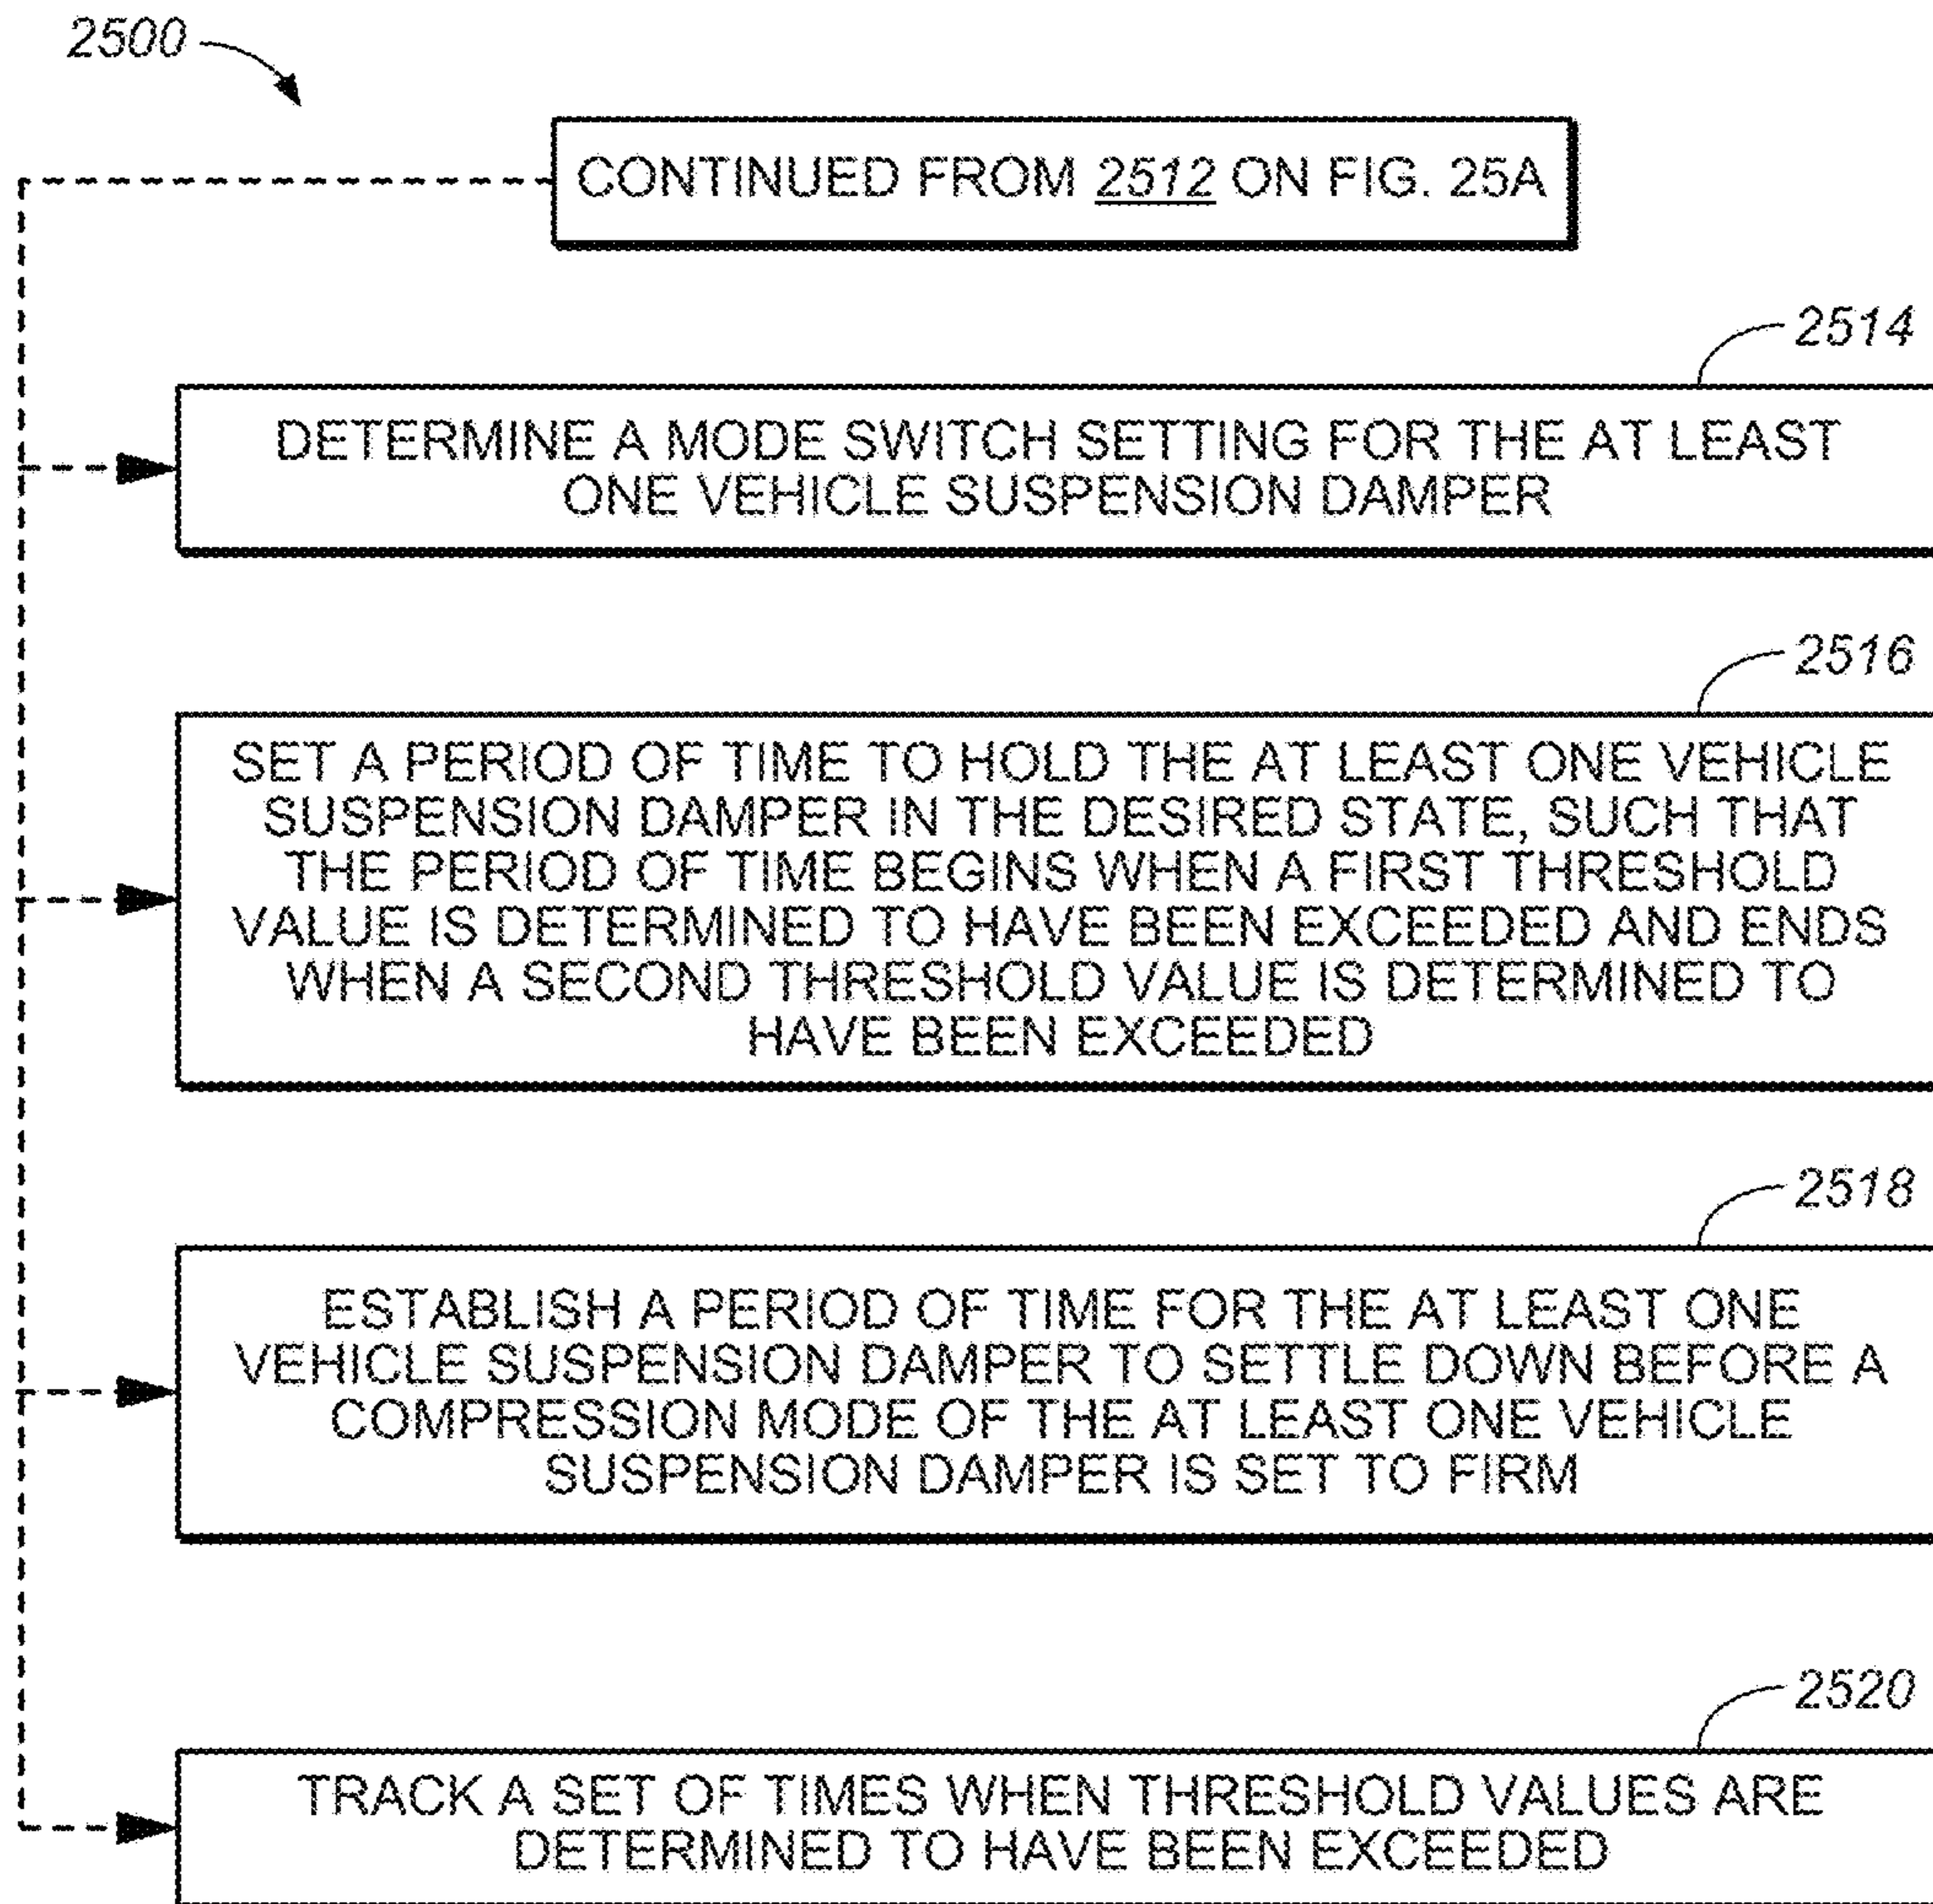 2500
CONTINUED FROM 2512 ON FIG. 25A
2514
DETERMINE A MODE SWITCH SETTING FOR THE AT LEAST
ONE VEHICLE SUSPENSION DAMPER
2516
SET A PERIOD OF TIME TO HOLD THE AT LEAST ONE VEHICLE
SUSPENSION DAMPER IN THE DESIRED STATE, SUCH THAT
THE PERIOD OF TIME BEGINS WHEN A FIRST THRESHOLD
VALUE IS DETERMINED TO HAVE BEEN EXCEEDED AND ENDS
WHEN A SECOND THRESHOLD VALUE IS DETERMINED TO
HAVE BEEN EXCEEDED
2518
ESTABLISH A PERIOD OF TIME FOR THE AT LEAST ONE
VEHICLE SUSPENSION DAMPER TO SETTLE DOWN BEFORE A
COMPRESSION MODE OF THE AT LEAST ONE VEHICLE
SUSPENSION DAMPER IS SET TO FIRM
2520
TRACK A SET OF TIMES WHEN THRESHOLD VALUES ARE
DETERMINED TO HAVE BEEN EXCEEDED